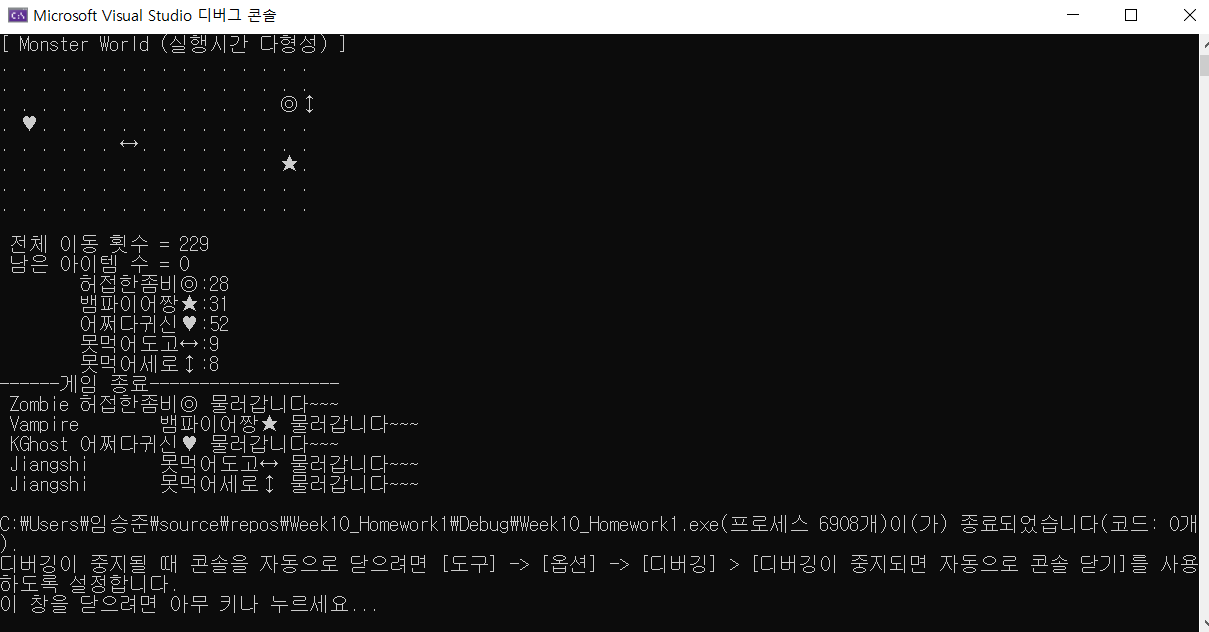 Microsoft Visual Studio 디버그 콘솔
[ Monster World (실행시간 다형성) ]
. . . . . . . . . . . . . . . .
. . . . . . . . . . . . . . . .
. . . . . . . . . . . . . . ◎↕
. ♥. . . . . . . . . . . . . .
. . . . . . ↔. . . . . . . . .
. . . . . . . . . . . . . . ★.
. . . . . . . . . . . . . . . .
. . . . . . . . . . . . . . . .
전체 이동 횟수 = 229
남은 아이템 수 = 0
허접한좀비◎:28
뱀파이어짱★:31
어쩌다귀신♥:52
못먹어도고↔:9
못먹어세로↕:8
------게임 종료-------------------
Zombie 허접한좀비◎ 물러갑니다~~~
Vampire 뱀파이어짱★ 물러갑니다~~~
KGhost 어쩌다귀신♥ 물러갑니다~~~
Jiangshi 못먹어도고↔ 물러갑니다~~~
Jiangshi 못먹어세로↕ 물러갑니다~~~
C:₩Users₩임승준₩source₩repos₩Week10_Homework1₩Debug₩Week10_Homework1.exe(프로세스 6908개)이(가) 종료되었습니다(코드: 0개
).
디버깅이 중지될 때 콘솔을 자동으로 닫으려면 [도구] -> [옵션] -> [디버깅] > [디버깅이 중지되면 자동으로 콘솔 닫기]를 사용
하도록 설정합니다.
이 창을 닫으려면 아무 키나 누르세요...